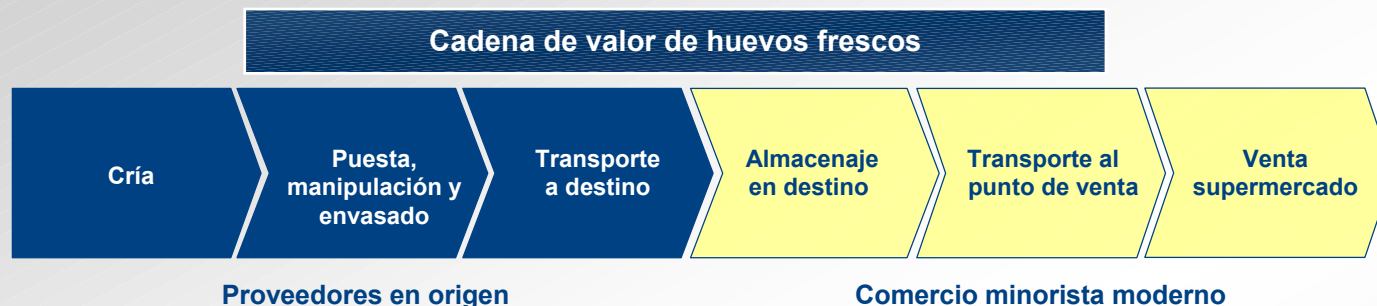 Cadena de valor de huevos frescos
Cría
Puesta,
manipulación y
envasado
Transporte
a destino
Almacenaje
en destino
Transporte al
punto de venta
Venta
supermercado
Proveedores en origen
Comercio minorista moderno